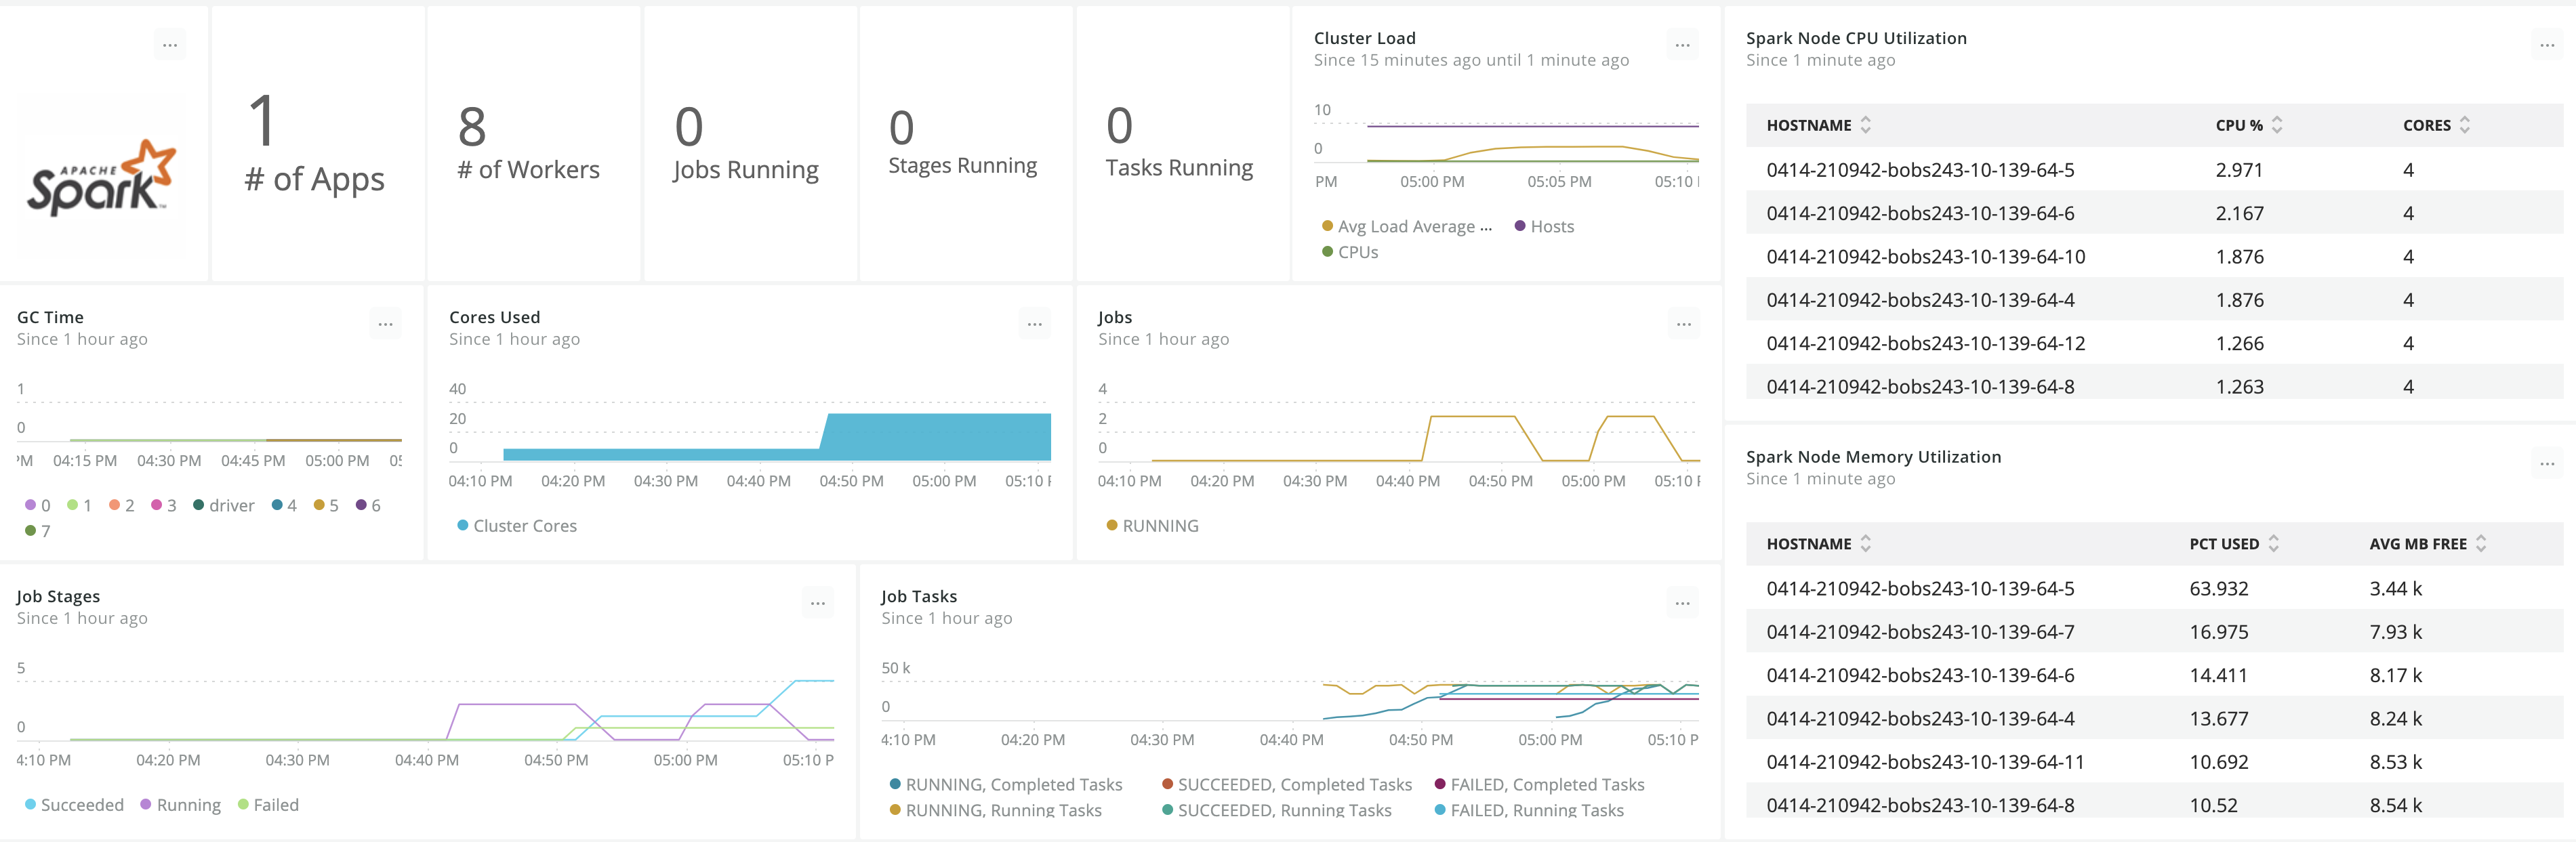 APACHE
Spark™
1
# of Apps
8
# of Workers
0
Jobs Running
0
Stages Running
0
Tasks Running
Cluster Load
Since 15 minutes ago until 1 minute ago
10
0
PM 05:00 PM 05:05 PM 05:10
Avg Load Average ... Hosts
CPUs
Spark Node CPU Utilization
Since 1 minute ago
HOSTNAME CPU % CORES
0414-210942-bobs243-10-139-64-5 2.971 4
0414-210942-bobs243-10-139-64-6 2.167 4
0414-210942-bobs243-10-139-64-10 1.876 4
0414-210942-bobs243-10-139-64-4 1.876 4
0414-210942-bobs243-10-139-64-12 1.266 4
0414-210942-bobs243-10-139-64-8 1.263 4
GC Time
Since 1 hour ago
1
0
PM 04:15 PM 04:30 PM 04:45 PM 05:00 PM 05
0 1 2 3 driver 4 5 6
7
Cores Used
Since 1 hour ago
40
20
0
04:10 PM 04:20 PM 04:30 PM 04:40 PM 04:50 PM 05:00 PM 05:10
Cluster Cores
Jobs
Since 1 hour ago
4
2
0
04:10 PM 04:20 PM 04:30 PM 04:40 PM 04:50 PM 05:00 PM 05:10
RUNNING
Spark Node Memory Utilization
Since 1 minute ago
HOSTNAME PCT USED AVG MB FREE
0414-210942-bobs243-10-139-64-5 63.932 3.44 k
0414-210942-bobs243-10-139-64-7 16.975 7.93 k
0414-210942-bobs243-10-139-64-6 14.411 8.17 k
0414-210942-bobs243-10-139-64-4 13.677 8.24 k
0414-210942-bobs243-10-139-64-11 10.692 8.53 k
0414-210942-bobs243-10-139-64-8 10.52 8.54 k
Job Stages
Since 1 hour ago
5
0
4:10 PM 04:20 PM 04:30 PM 04:40 PM 04:50 PM 05:00 PM 05:10 P
Succeeded Running Failed
Job Tasks
Since 1 hour ago
50 k
0
4:10 PM 04:20 PM 04:30 PM 04:40 PM 04:50 PM 05:00 PM 05:10 P
RUNNING, Completed Tasks SUCCEEDED, Completed Tasks FAILED, Completed Tasks
RUNNING, Running Tasks SUCCEEDED, Running Tasks FAILED, Running Tasks